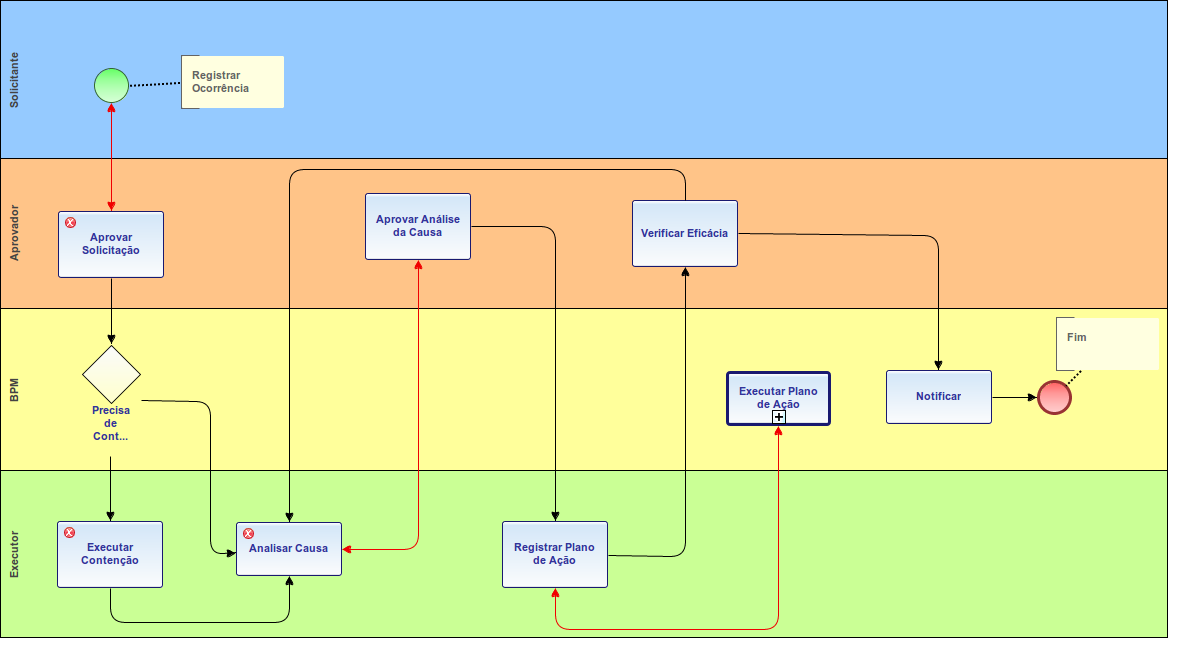 Solicitante
Registrar
Ocorrência
Aprovador
Aprovar
Solicitação
Aprovar Análise
da Causa
Verificar Eficácia
BPM
Precisa
de
Cont...
Executar Plano
de Ação
Notificar
Fim
Executor
Executar
Contenção
Analisar Causa
Registrar Plano
de Ação